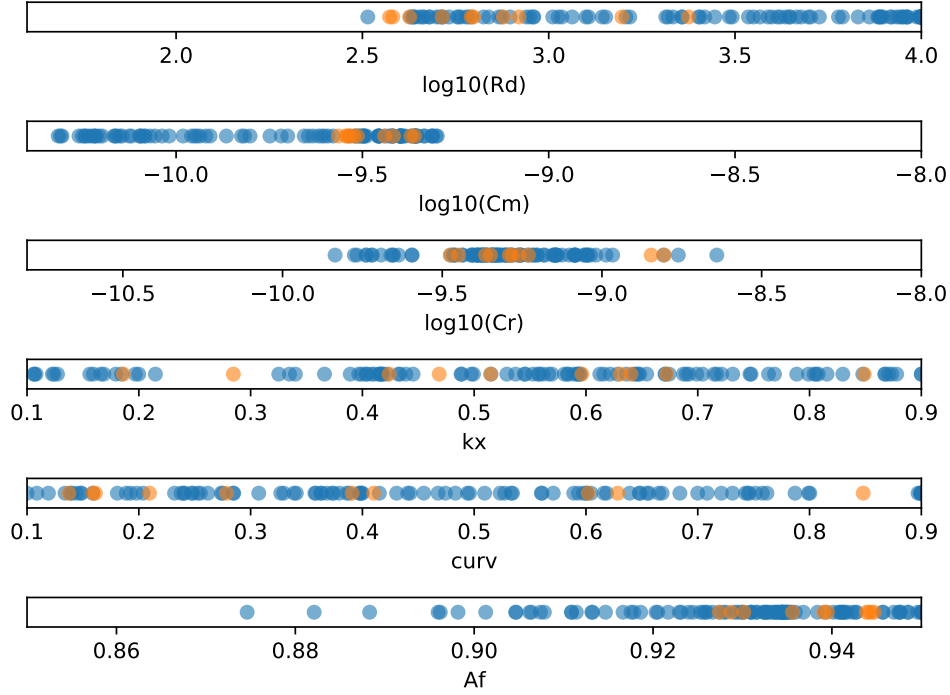 2.0 2.5 3.0 3.5 4.0
log10(Rd)
−10.0 −9.5 −9.0 −8.5 −8.0
log10(Cm)
−10.5 −10.0 −9.5 −9.0 −8.5 −8.0
log10(Cr)
0.1 0.2 0.3 0.4 0.5 0.6 0.7 0.8 0.9
kx
0.1 0.2 0.3 0.4 0.5 0.6 0.7 0.8 0.9
curv
0.86 0.88 0.90 0.92 0.94
Af